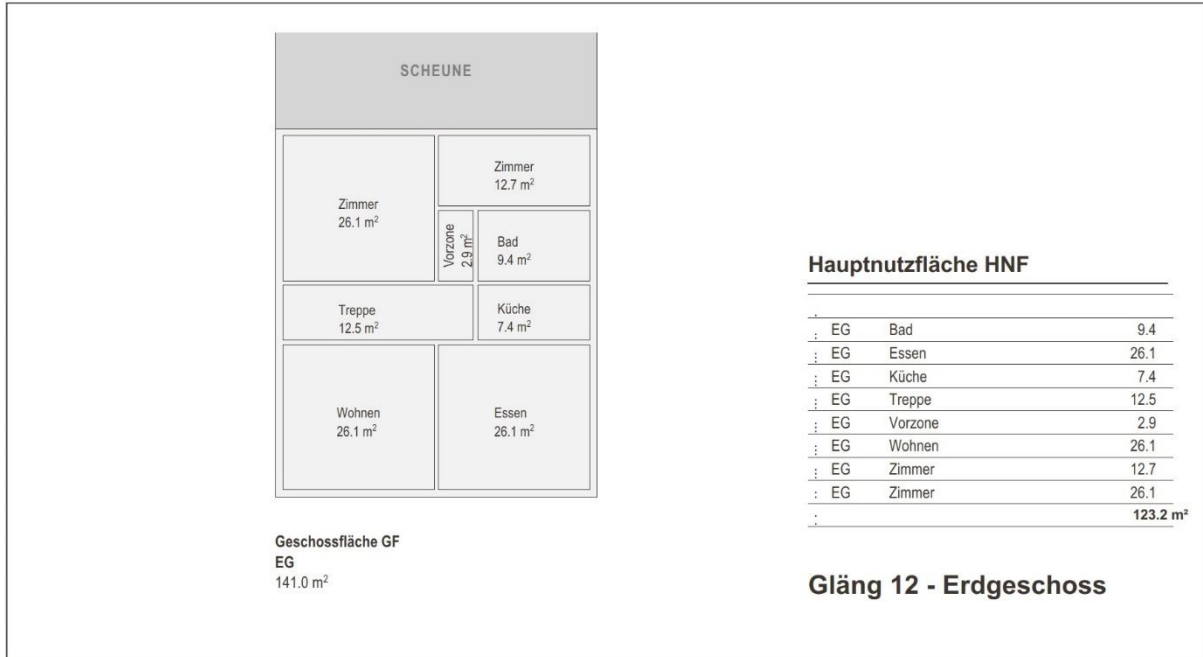 SCHEUNE
Zimmer
12.7 m²
Zimmer
26.1 m²
Vorzone
2.9 m²
Bad
9.4 m²
Treppe
12.5 m²
Küche
7.4 m²
Wohnen
26.1 m²
Essen
26.1 m²
Geschossfläche GF
EG
141.0 m²
Hauptnutzfläche HNF
EG Bad 9.4
EG Essen 26.1
EG Küche 7.4
EG Treppe 12.5
EG Vorzone 2.9
EG Wohnen 26.1
EG Zimmer 12.7
EG Zimmer 26.1
123.2 m²
Gläng 12 - Erdgeschoss